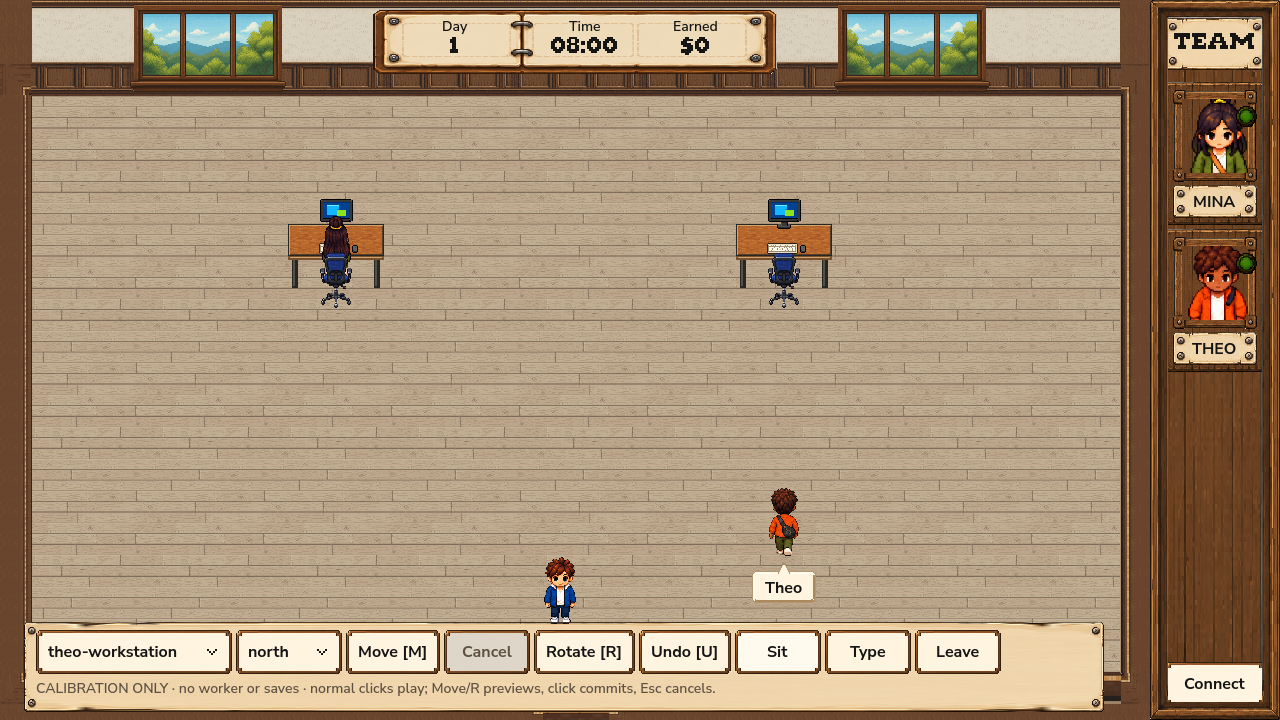 Day
1
Time
08:00
Earned
$0
TEAM
MINA
THEO
Theo
theo-workstation
north
Move [M]
Cancel
Rotate [R]
Undo [U]
Sit
Type
Leave
CALIBRATION ONLY · no worker or saves · normal clicks play; Move/R previews, click commits, Esc cancels.
Connect